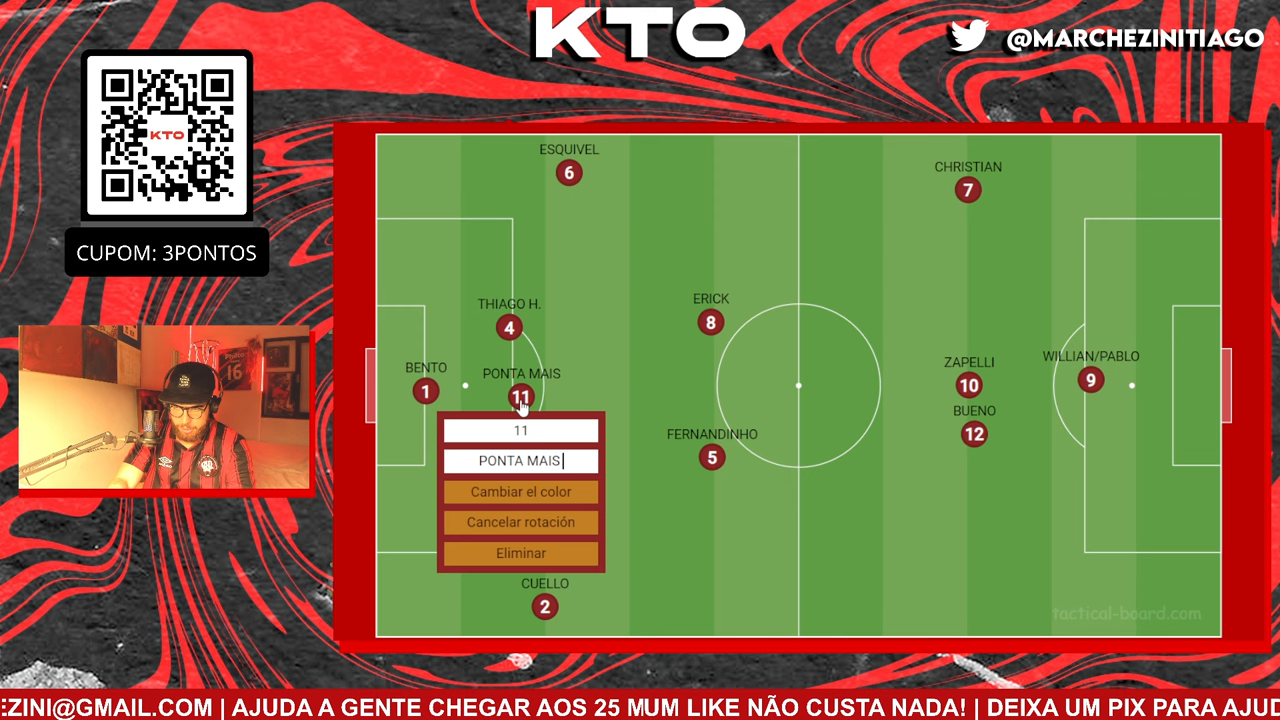 KTO
@MARCHEZINITIAGO
KTO
CUPOM: 3PONTOS
ESQUIVEL
6
CHRISTIAN
7
THIAGO H.
4
ERICK
8
BENTO
1
PONTA MAIS
11
ZAPELLI
10
WILLIAN/PABLO
9
BUENO
12
FERNANDINHO
5
11
PONTA MAIS
Cambiar el color
Cancelar rotación
Eliminar
CUELLO
2
tactical-board.com
16
EZINI@GMAIL.COM | AJUDA A GENTE CHEGAR AOS 25 MUM LIKE NÃO CUSTA NADA! | DEIXA UM PIX PARA AJUD